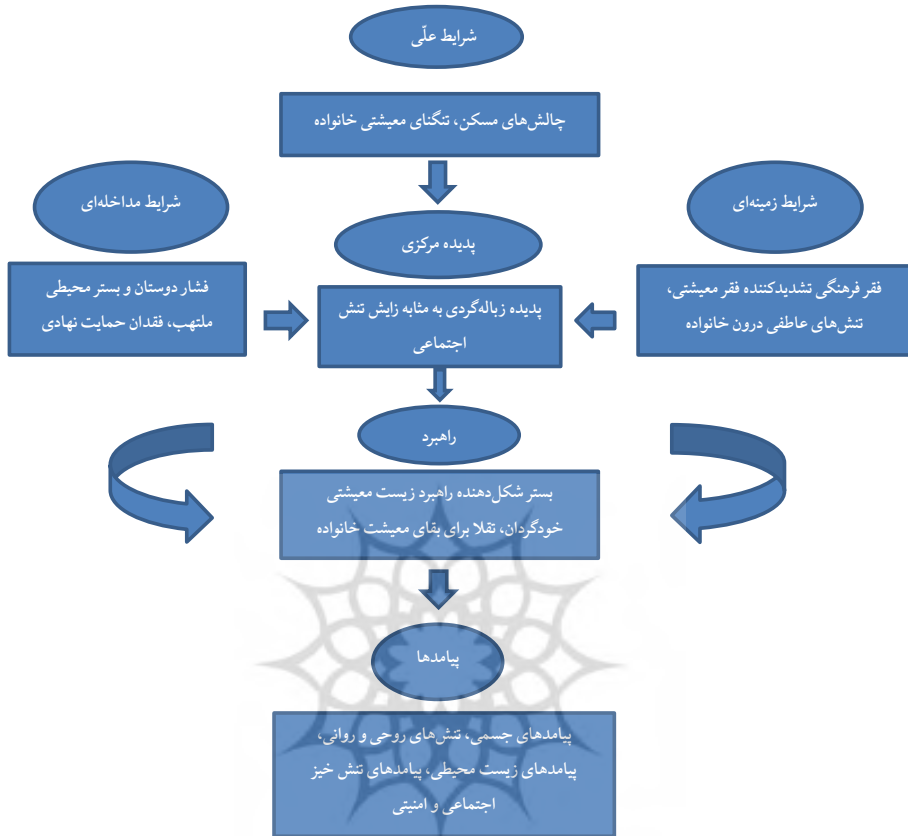 شرایط علّی
چالش‌های مسکن، تنگنای معیشتی خانواده
شرایط زمینه‌ای
فقر فرهنگی تشدیدکننده فقر معیشتی،
تنش‌های عاطفی درون خانواده
شرایط مداخله‌ای
فشار دوستان و بستر محیطی
ملتهب، فقدان حمایت نهادی
پدیده مرکزی
پدیده زباله‌گردی به مثابه زایش تنش
اجتماعی
راهبرد
بستر شکل‌دهنده راهبرد زیست معیشتی
خودگردان، تقلا برای بقای معیشت خانواده
پیامدها
پیامدهای جسمی، تنش‌های روحی و روانی،
پیامدهای زیست محیطی، پیامدهای تنش خیز
اجتماعی و امنیتی